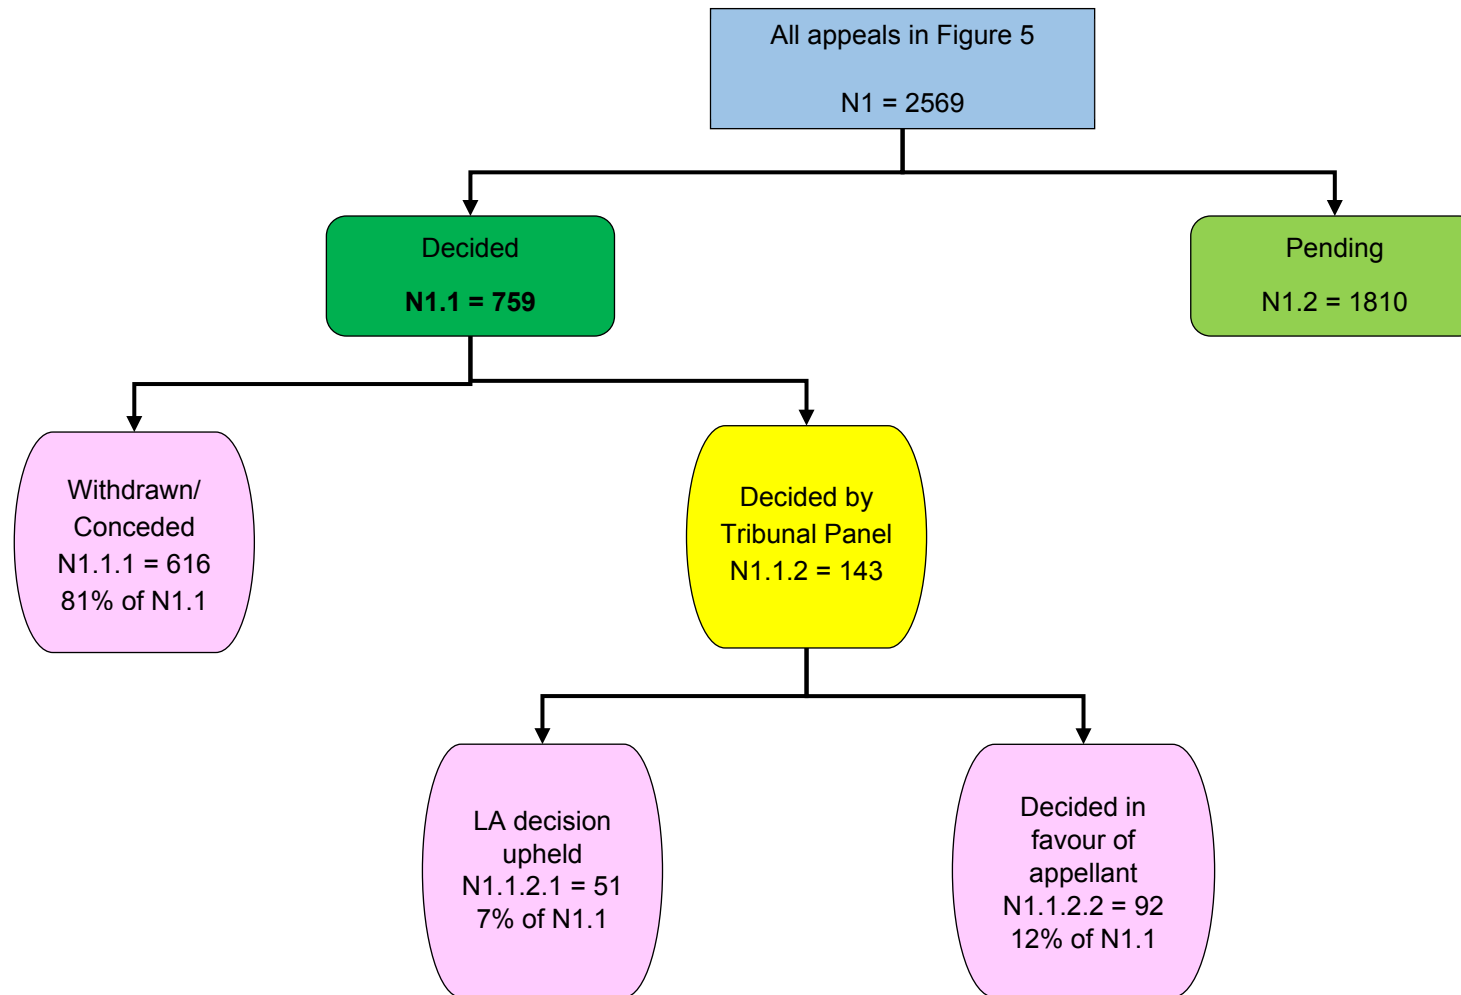 All appeals in Figure 5
N1 = 2569
Decided
N1.1 = 759
Pending
N1.2 = 1810
Withdrawn/
Conceded
N1.1.1 = 616
81% of N1.1
Decided by
Tribunal Panel
N1.1.2 = 143
LA decision
upheld
N1.1.2.1 = 51
7% of N1.1
Decided in
favour of
appellant
N1.1.2.2 = 92
12% of N1.1